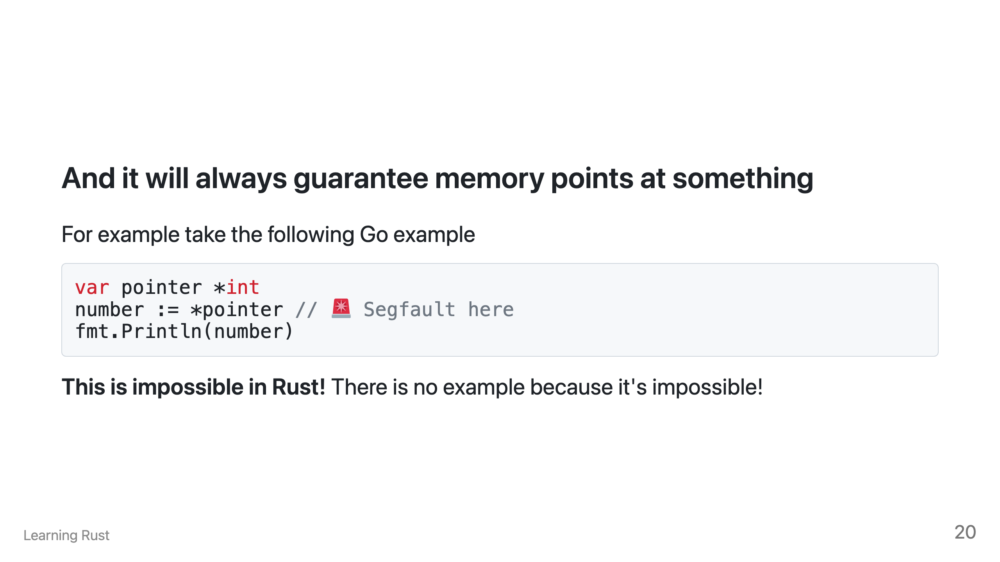 And it will always guarantee memory points at something
For example take the following Go example
var pointer *int
number := *pointer // 🚨 Segfault here
fmt.Println(number)
This is impossible in Rust! There is no example because it's impossible!
Learning Rust
20